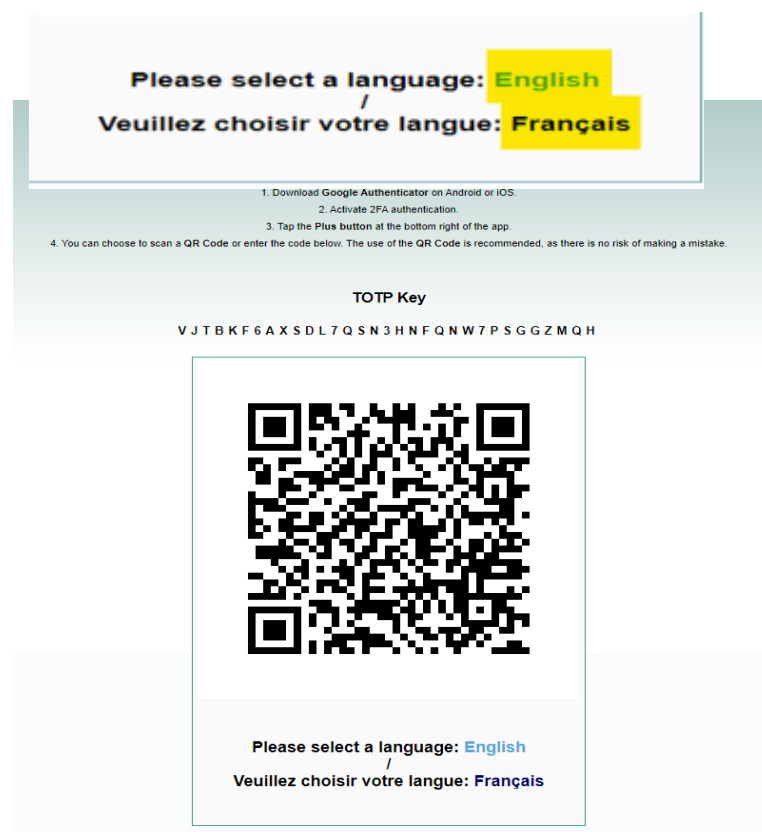 Please select a language: English
/
Veuillez choisir votre langue: Français
1. Download Google Authenticator on Android or iOS.
2. Activate 2FA authentication.
3. Tap the Plus button at the bottom right of the app.
4. You can choose to scan a QR Code or enter the code below. The use of the QR Code is recommended, as there is no risk of making a mistake.
TOTP Key
V J T B K F 6 A X S D L 7 Q S N 3 H N F Q N W 7 P S G G Z M Q H
Please select a language: English
/
Veuillez choisir votre langue: Français